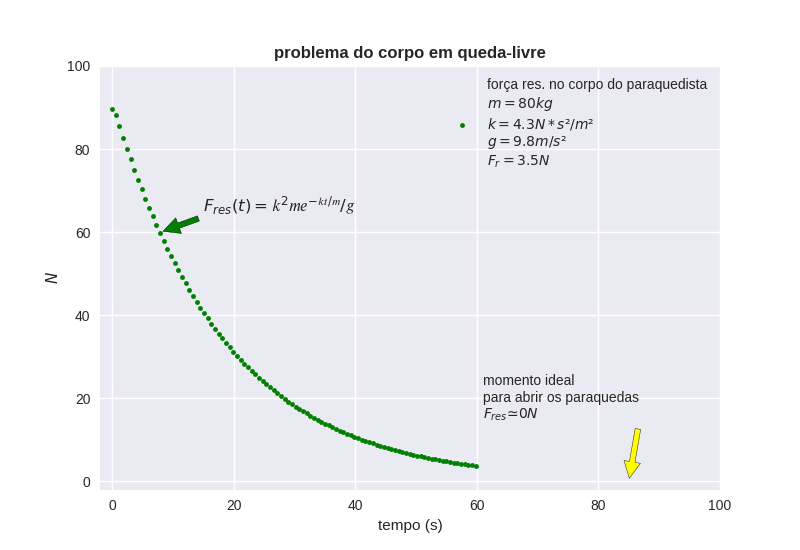 problema do corpo em queda-livre
100
80
60
40
20
0
N
força res. no corpo do paraquedista
m = 80kg
k = 4.3N * s²/m²
g = 9.8m/s²
F_r = 3.5N
F_res(t) = k²me^(−kt/m)/g
momento ideal
para abrir os paraquedas
F_res≃0N
0 20 40 60 80 100
tempo (s)